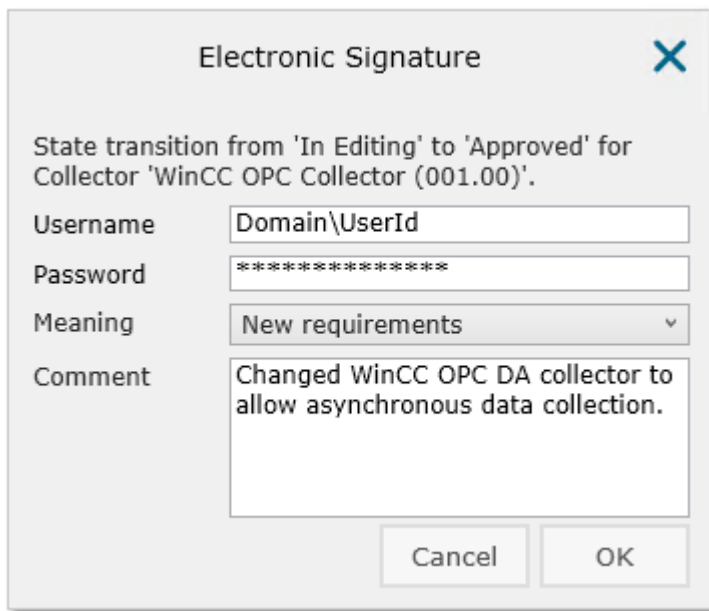 Electronic Signature
State transition from 'In Editing' to 'Approved' for
Collector 'WinCC OPC Collector (001.00)'.
Username Domain\UserId
Password **************
Meaning New requirements
Comment Changed WinCC OPC DA collector to
allow asynchronous data collection.
Cancel OK